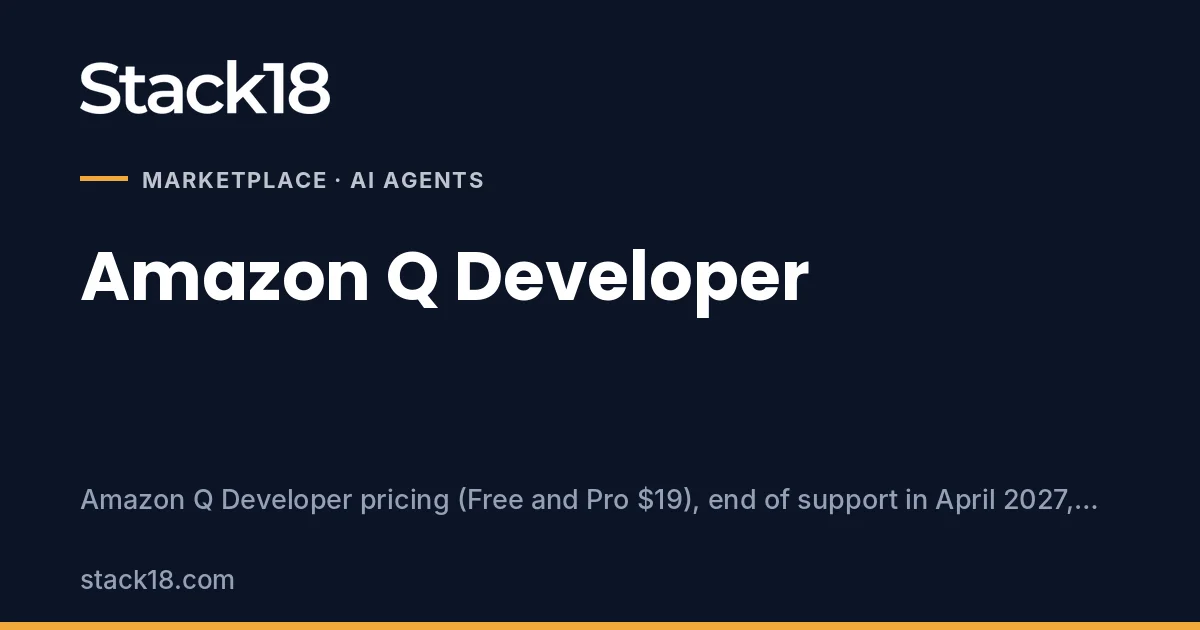 Stack18
MARKETPLACE · AI AGENTS
Amazon Q Developer
Amazon Q Developer pricing (Free and Pro $19), end of support in April 2027,...
stack18.com